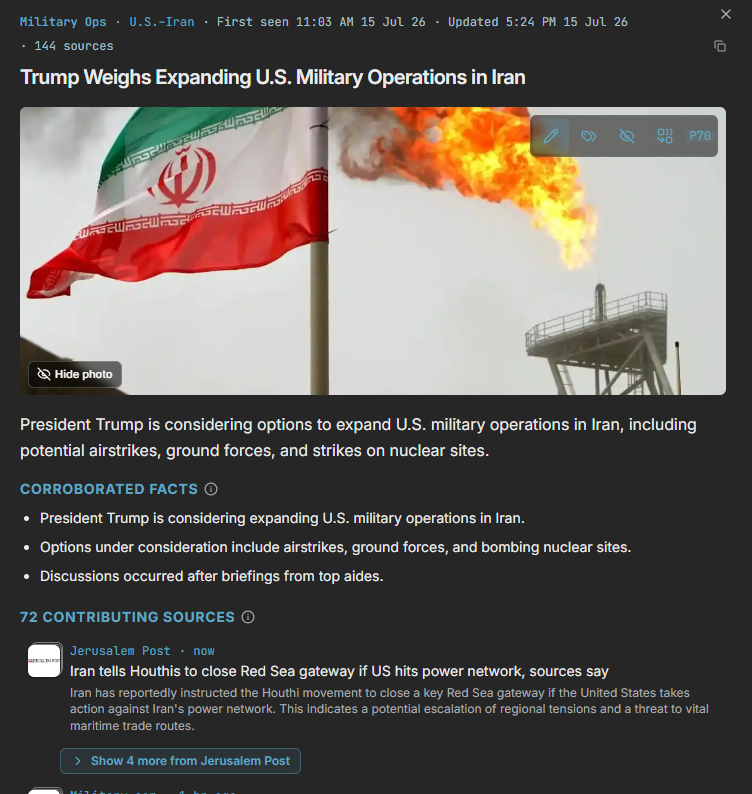 Military Ops · U.S.-Iran · First seen 11:03 AM 15 Jul 26 · Updated 5:24 PM 15 Jul 26
· 144 sources
Trump Weighs Expanding U.S. Military Operations in Iran
P70
Hide photo
President Trump is considering options to expand U.S. military operations in Iran, including
potential airstrikes, ground forces, and strikes on nuclear sites.
CORROBORATED FACTS
• President Trump is considering expanding U.S. military operations in Iran.
• Options under consideration include airstrikes, ground forces, and bombing nuclear sites.
• Discussions occurred after briefings from top aides.
72 CONTRIBUTING SOURCES
Jerusalem Post · now
Iran tells Houthis to close Red Sea gateway if US hits power network, sources say
Iran has reportedly instructed the Houthi movement to close a key Red Sea gateway if the United States takes
action against Iran's power network. This indicates a potential escalation of regional tensions and a threat to vital
maritime trade routes.
Show 4 more from Jerusalem Post